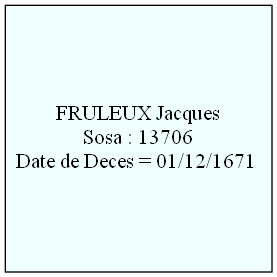 FRULEUX Jacques
Sosa : 13706
Date de Deces = 01/12/1671